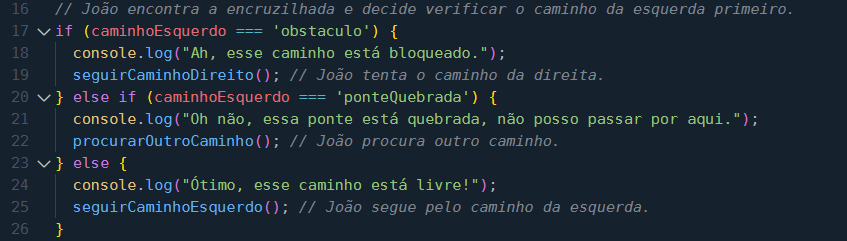 16 // João encontra a encruzilhada e decide verificar o caminho da esquerda primeiro.
17 if (caminhoEsquerdo === 'obstaculo') {
18 console.log("Ah, esse caminho está bloqueado.");
19 seguirCaminhoDireito(); // João tenta o caminho da direita.
20 } else if (caminhoEsquerdo === 'ponteQuebrada') {
21 console.log("Oh não, essa ponte está quebrada, não posso passar por aqui.");
22 procurarOutroCaminho(); // João procura outro caminho.
23 } else {
24 console.log("Ótimo, esse caminho está livre!");
25 seguirCaminhoEsquerdo(); // João segue pelo caminho da esquerda.
26 }